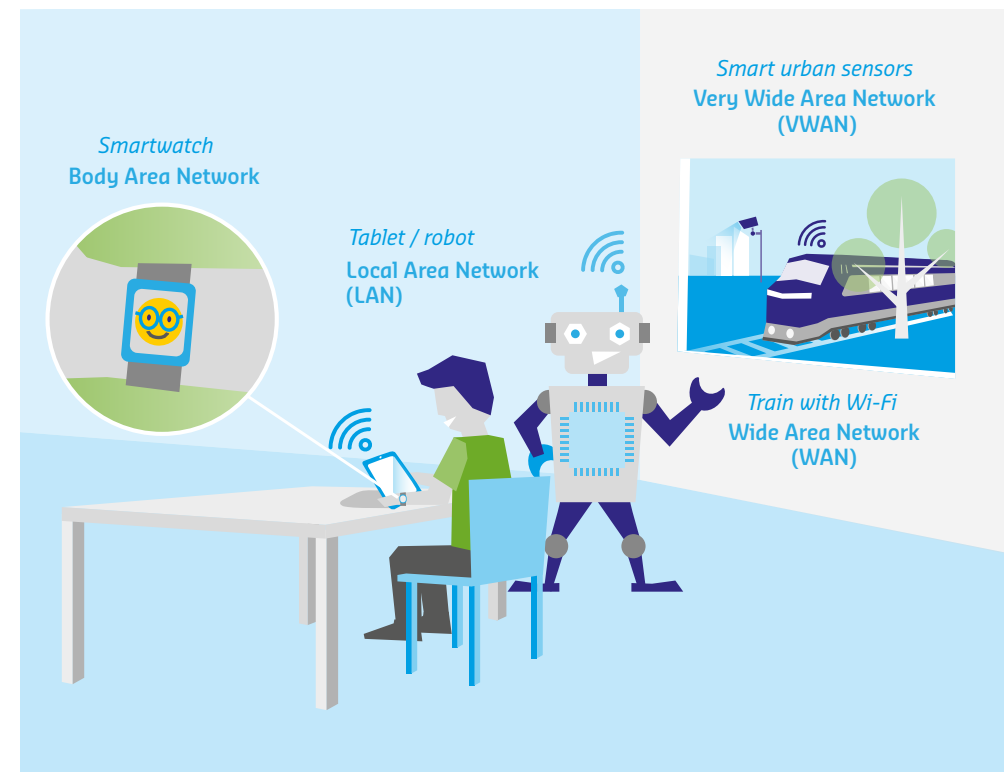 Smart urban sensors
Very Wide Area Network
(VWAN)
Smartwatch
Body Area Network
Tablet / robot
Local Area Network
(LAN)
Train with Wi-Fi
Wide Area Network
(WAN)